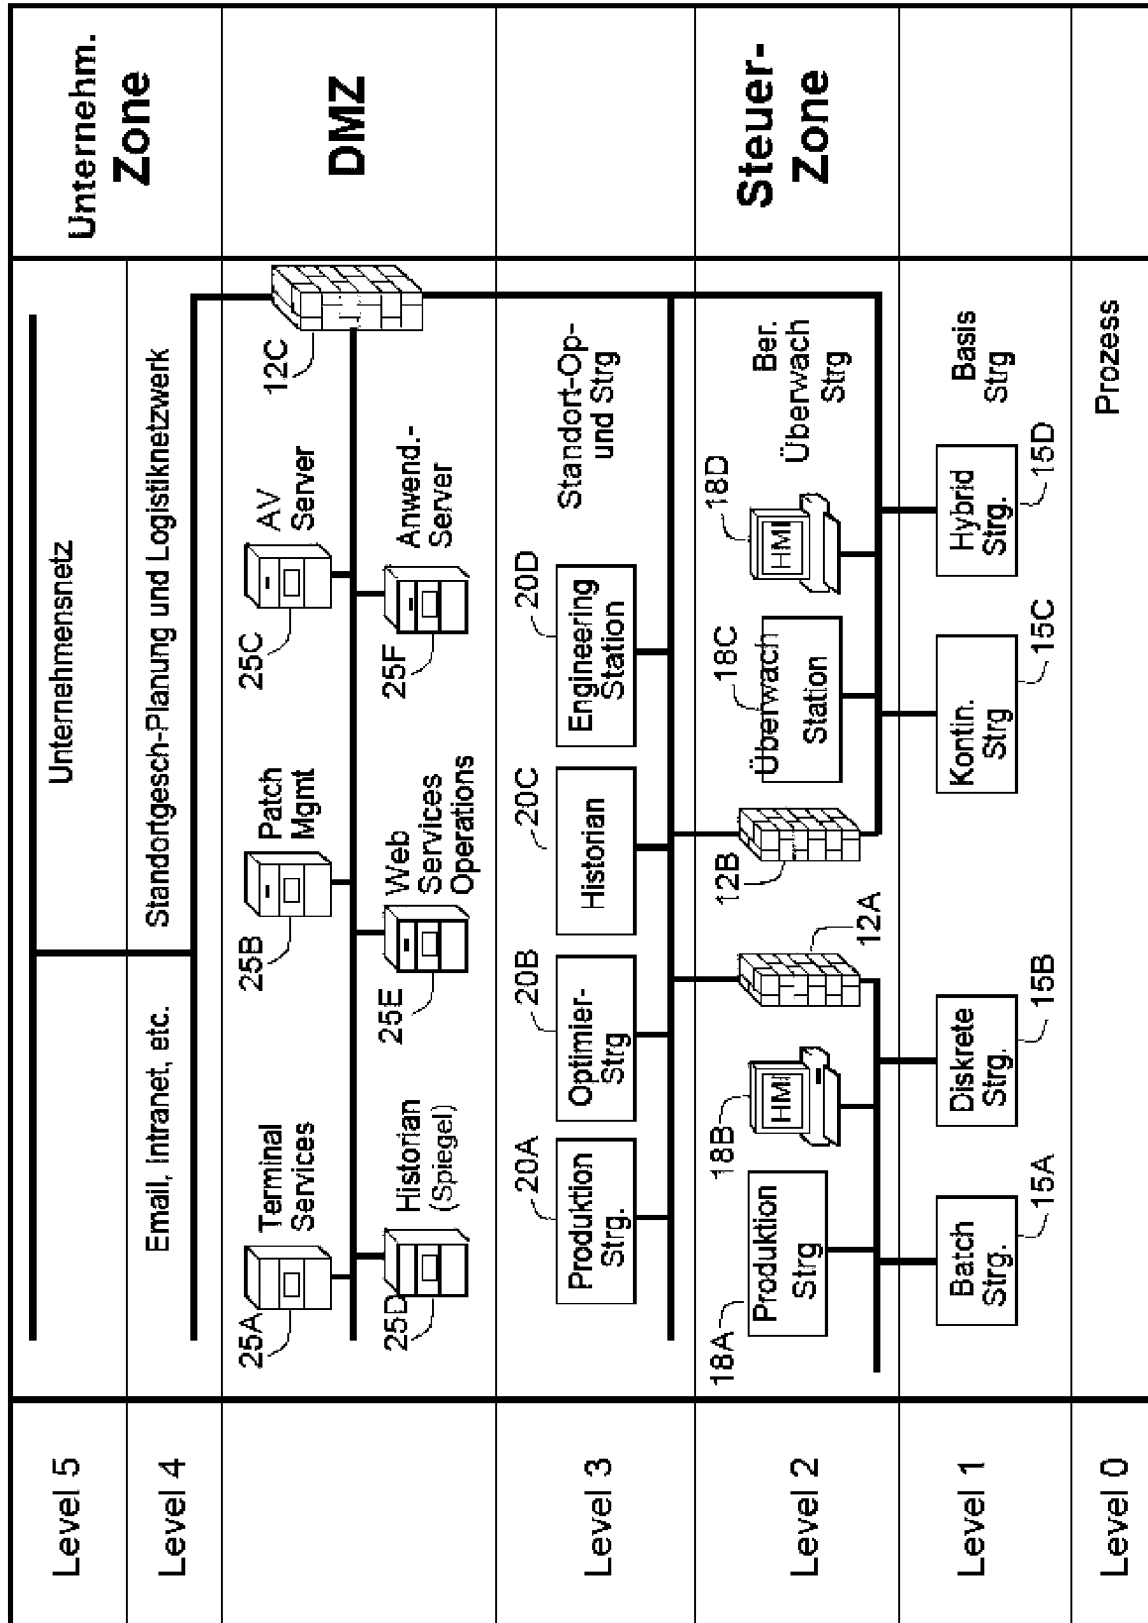 Level 5
Unternehmensnetz
Unternehm.
Zone
Level 4
Email, Intranet, etc.
Standortgesch-Planung und Logistiknetzwerk
25A
Terminal
Services
25B
Patch
Mgmt
25C
AV
Server
12C
DMZ
25D
Historian
(Spiegel)
25E
Web
Services
Operations
25F
Anwend.-
Server
Level 3
20A
Produktion
Strg.
20B
Optimier-
Strg
20C
Historian
20D
Engineering
Station
Standort-Op-
und Strg
Level 2
18A
Produktion
Strg
18B
HMI
12A
12B
18C
Überwach
Station
18D
HMI
Ber.
Überwach
Strg
Steuer-
Zone
Level 1
Batch
Strg.
15A
Diskrete
Strg.
15B
Kontin.
Strg
15C
Hybrid
Strg.
15D
Basis
Strg
Level 0
Prozess